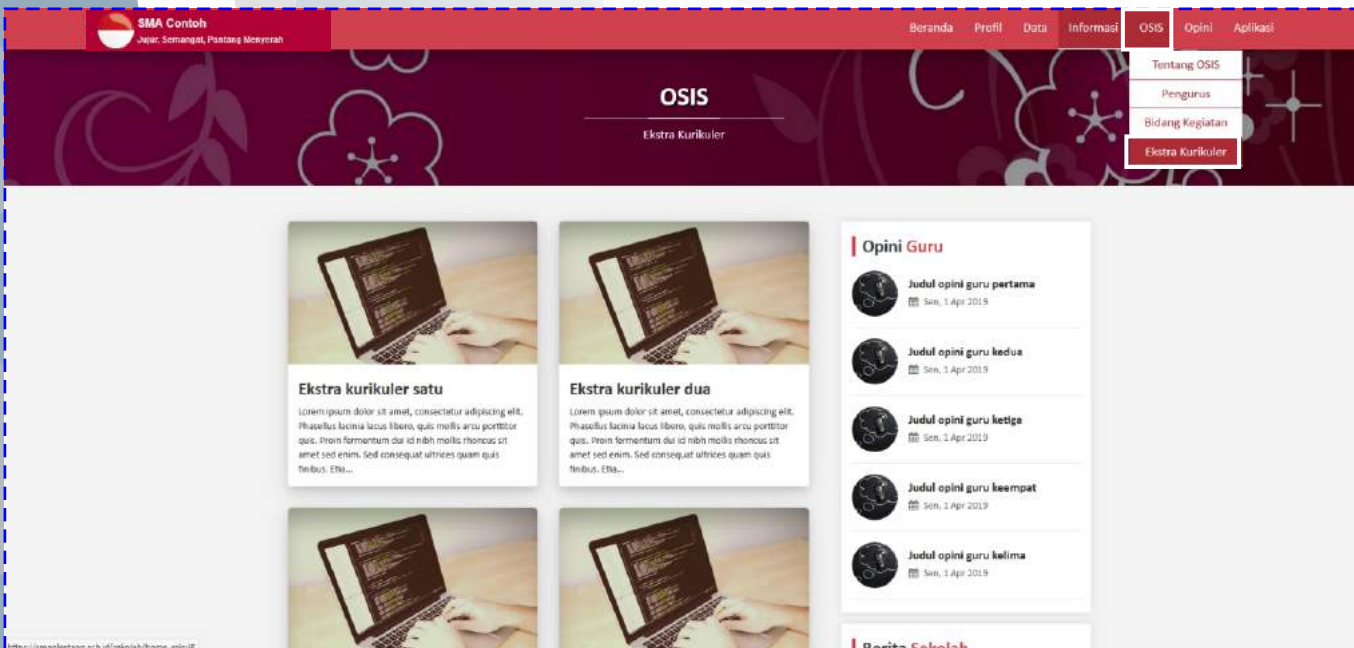 SMA Contoh
Jujur, Semangat, Pantang Menyerah
Beranda Profil Data Informasi OSIS Opini Aplikasi
Tentang OSIS
Pengurus
Bidang Kegiatan
Ekstra Kurikuler
OSIS
Ekstra Kurikuler
Ekstra kurikuler satu
Lorem ipsum dolor sit amet, consectetur adipiscing elit.
Phasellus lacinia lacus libero, quis mollis arcu porttitor
quis. Proin fermentum dui id nibh mollis rhoncus sit
amet sed enim. Sed consequat ultrices quam quis
finibus. Etia...
Ekstra kurikuler dua
Lorem ipsum dolor sit amet, consectetur adipiscing elit.
Phasellus lacinia lacus libero, quis mollis arcu porttitor
quis. Proin fermentum dui id nibh mollis rhoncus sit
amet sed enim. Sed consequat ultrices quam quis
finibus. Etia...
Opini Guru
Judul opini guru pertama
Sen, 1 Apr 2019
Judul opini guru kedua
Sen, 1 Apr 2019
Judul opini guru ketiga
Sen, 1 Apr 2019
Judul opini guru keempat
Sen, 1 Apr 2019
Judul opini guru kelima
Sen, 1 Apr 2019
Berita Sekolah